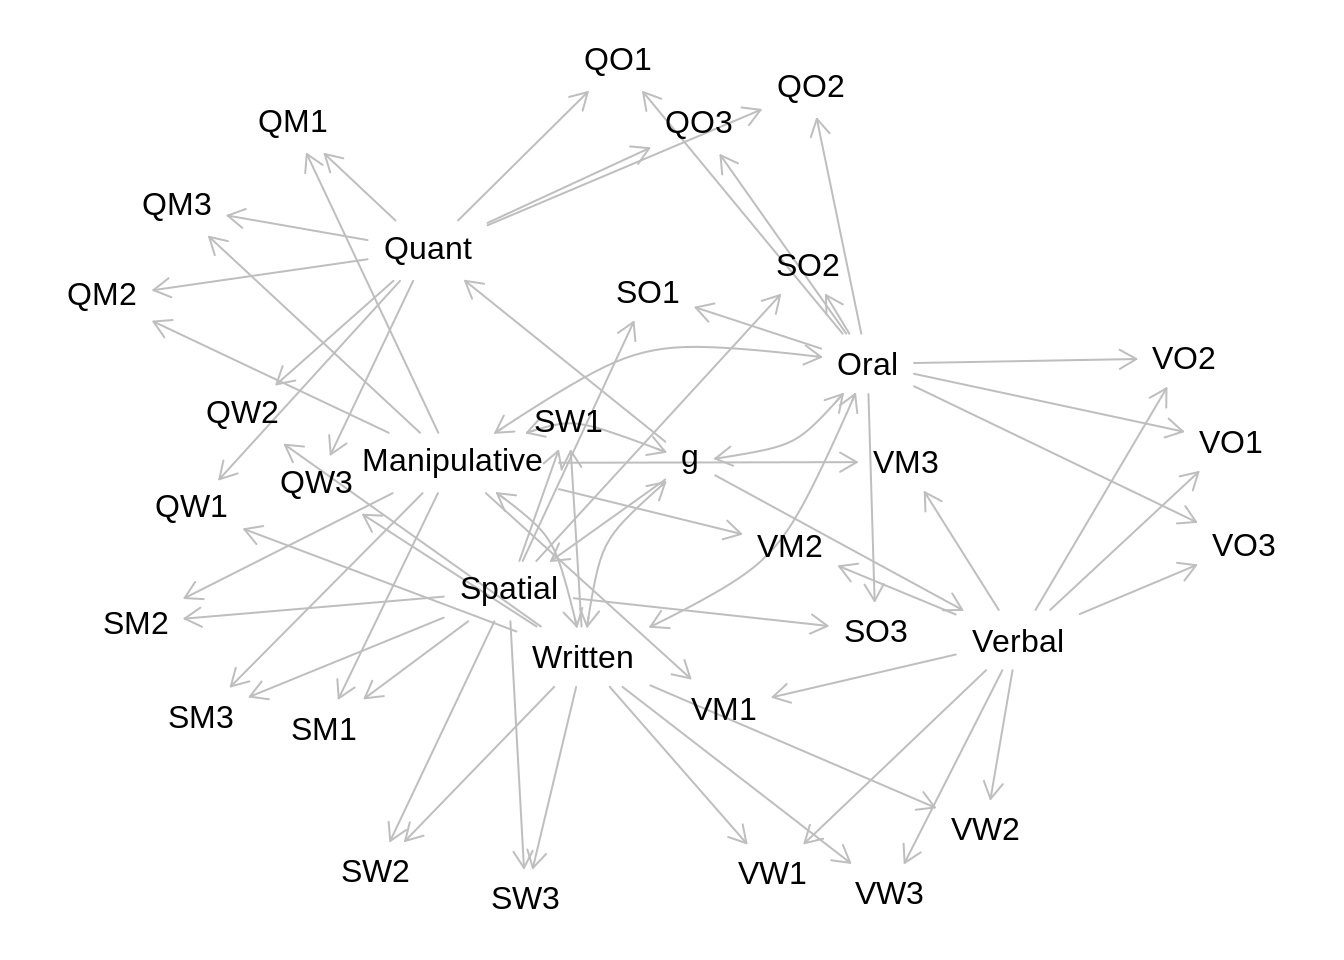 QO1
QO2
QM1
QO3
QM3
Quant
SO2
QM2
SO1
VO2
Oral
QW2
SW1
VO1
Manipulative
g
VM3
QW3
QW1
VM2
VO3
Spatial
SM2
SO3
Verbal
Written
SM3
SM1
VM1
VW2
SW2
VW1
SW3
VW3